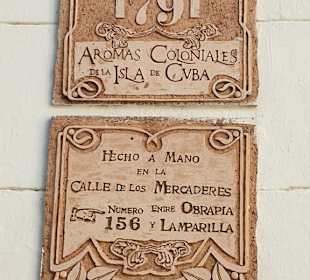 1791
AROMAS COLONIALES
DE LA ISLA DE CVBA
HECHO A MANO
EN LA
CALLE DE LOS MERCADERES
NUMERO ENTRE OBRAPIA
156 Y LAMPARILLA